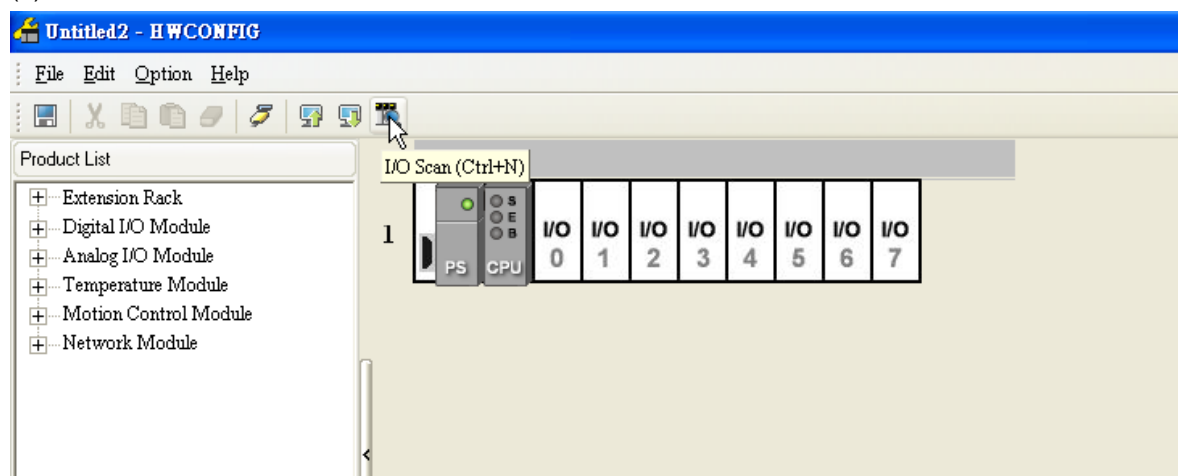 Untitled2 - HWCONFIG
File Edit Option Help
Product List
I/O Scan (Ctrl+N)
Extension Rack
Digital I/O Module
Analog I/O Module
Temperature Module
Motion Control Module
Network Module
1
PS
S
E
B
CPU
I/O 0
I/O 1
I/O 2
I/O 3
I/O 4
I/O 5
I/O 6
I/O 7